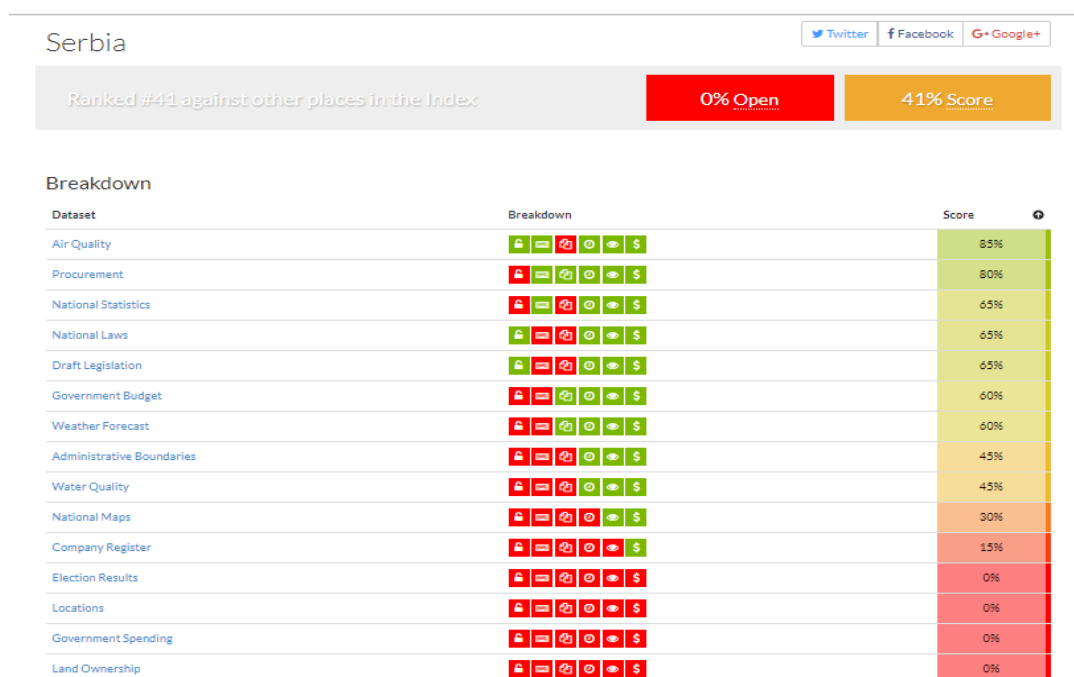 Serbia
Twitter Facebook G+ Google+
Ranked #41 against other places in the Index
0% Open
41% Score
Breakdown
Dataset Breakdown Score
Air Quality $ 85%
Procurement $ 80%
National Statistics $ 65%
National Laws $ 65%
Draft Legislation $ 65%
Government Budget $ 60%
Weather Forecast $ 60%
Administrative Boundaries $ 45%
Water Quality $ 45%
National Maps $ 30%
Company Register $ 15%
Election Results $ 0%
Locations $ 0%
Government Spending $ 0%
Land Ownership $ 0%